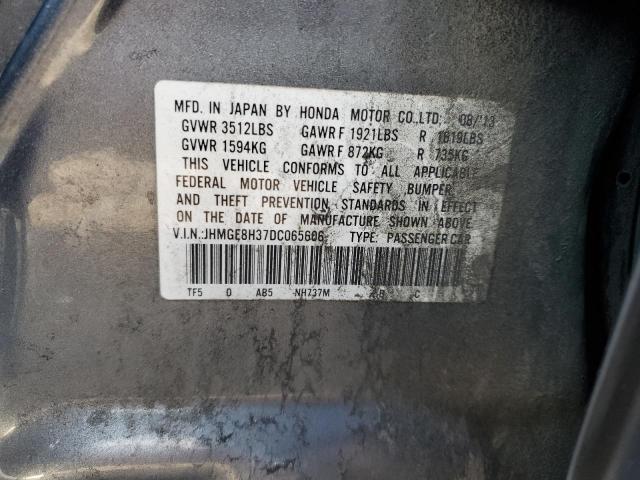 MFD. IN JAPAN BY HONDA MOTOR CO.,LTD. 08/'13
GVWR 3512LBS GAWR F 1921LBS R 1619LBS
GVWR 1594KG GAWR F 872KG R 735KG
THIS VEHICLE CONFORMS TO ALL APPLICABLE
FEDERAL MOTOR VEHICLE SAFETY BUMPER
AND THEFT PREVENTION STANDARDS IN EFFECT
ON THE DATE OF MANUFACTURE SHOWN ABOVE
V.I.N.:JHMGE8H37DC065606 TYPE: PASSENGER CAR
TF5 0 AB5 NH737M B C